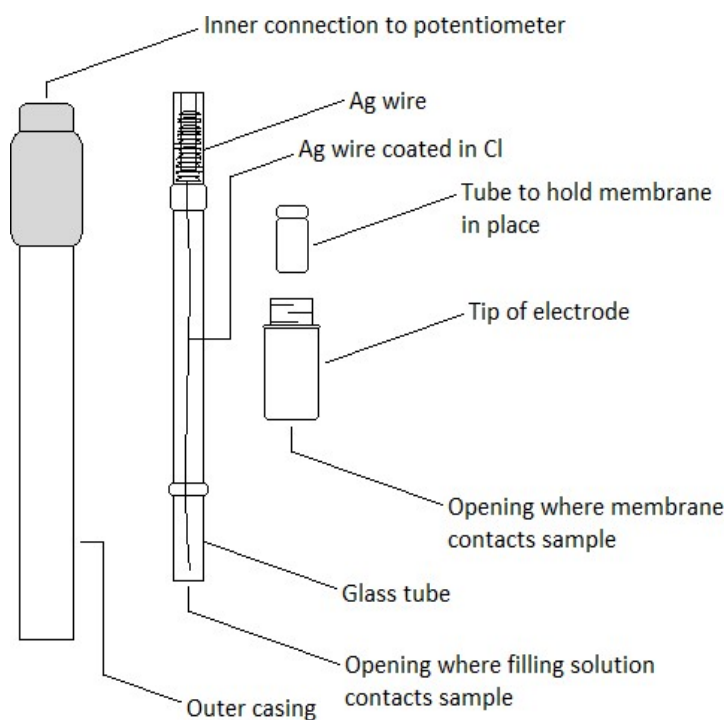 Inner connection to potentiometer
Ag wire
Ag wire coated in Cl
Tube to hold membrane
in place
Tip of electrode
Opening where membrane
contacts sample
Glass tube
Opening where filling solution
contacts sample
Outer casing